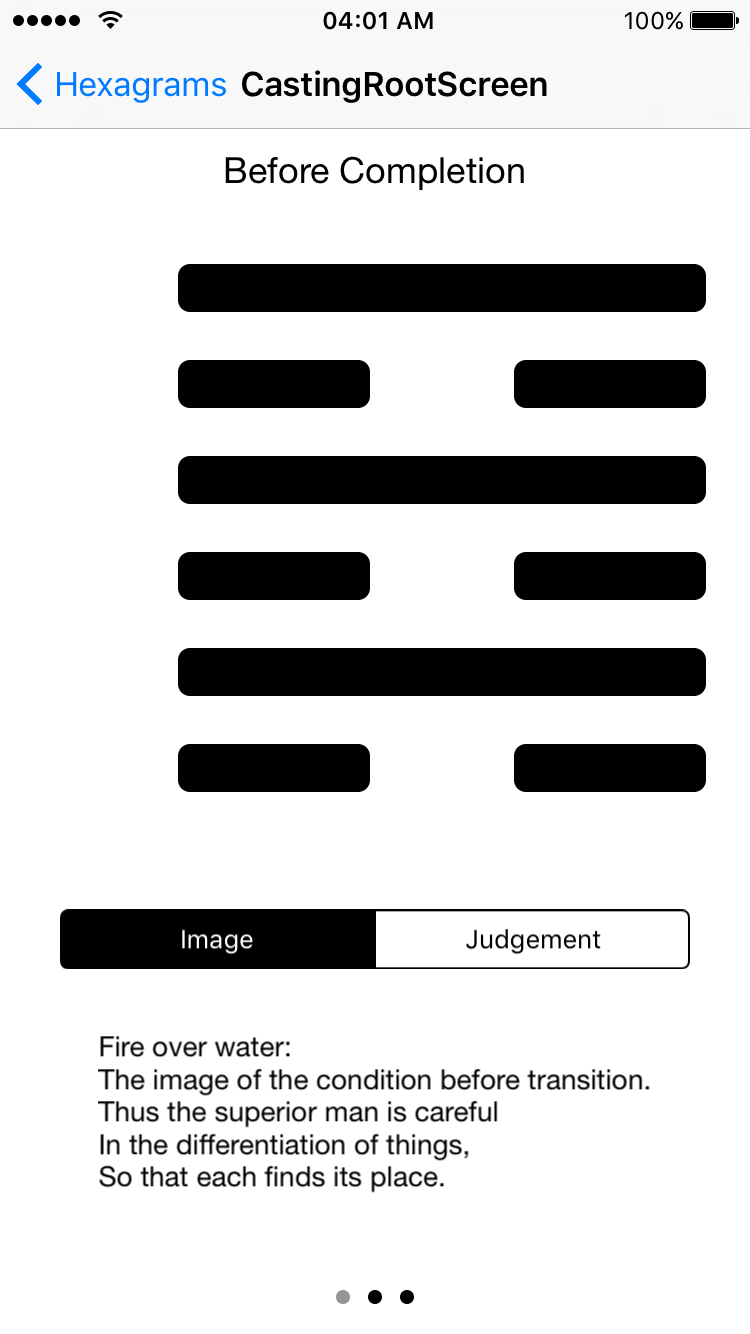 04:01 AM 100%
Hexagrams CastingRootScreen
Before Completion
Image Judgement
Fire over water:
The image of the condition before transition.
Thus the superior man is careful
In the differentiation of things,
So that each finds its place.